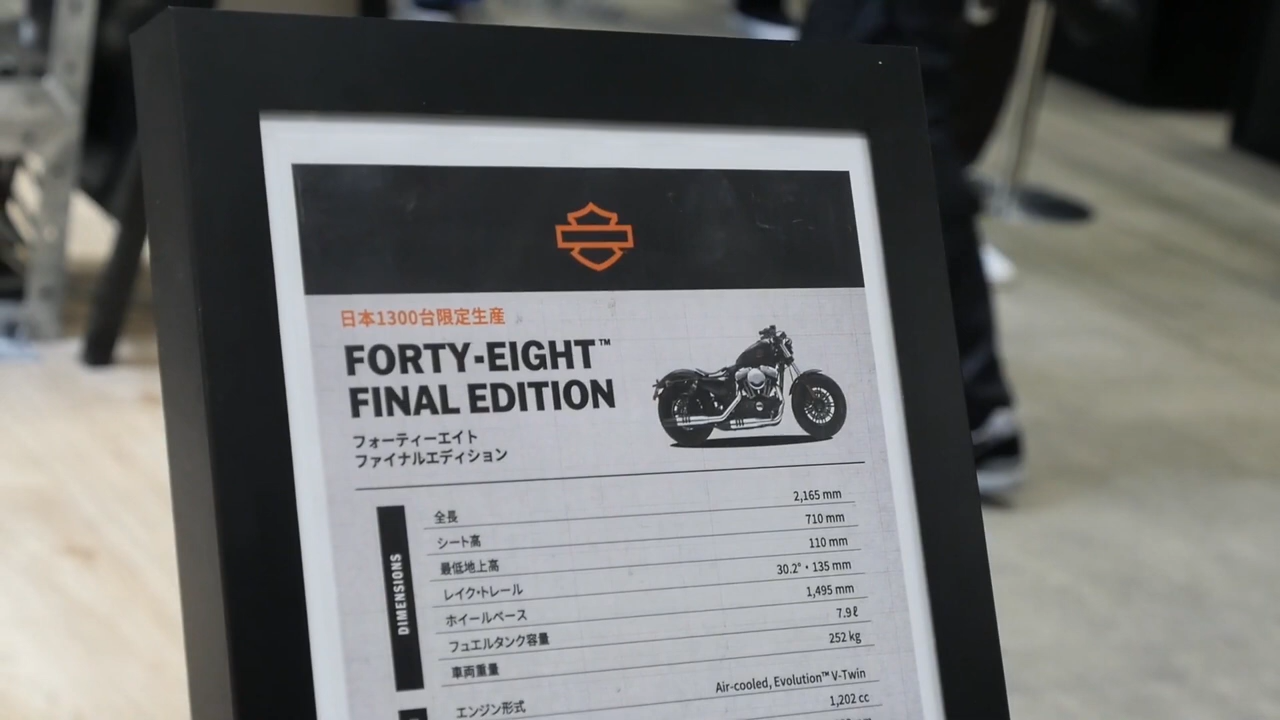 日本1300台限定生産
FORTY-EIGHT™
FINAL EDITION
フォーティーエイト
ファイナルエディション
DIMENSIONS
全長 2,165 mm
シート高 710 mm
最低地上高 110 mm
レイク・トレール 30.2°・135 mm
ホイールベース 1,495 mm
フュエルタンク容量 7.9ℓ
車両重量 252 kg
エンジン形式 Air-cooled, Evolution™ V-Twin
1,202 cc